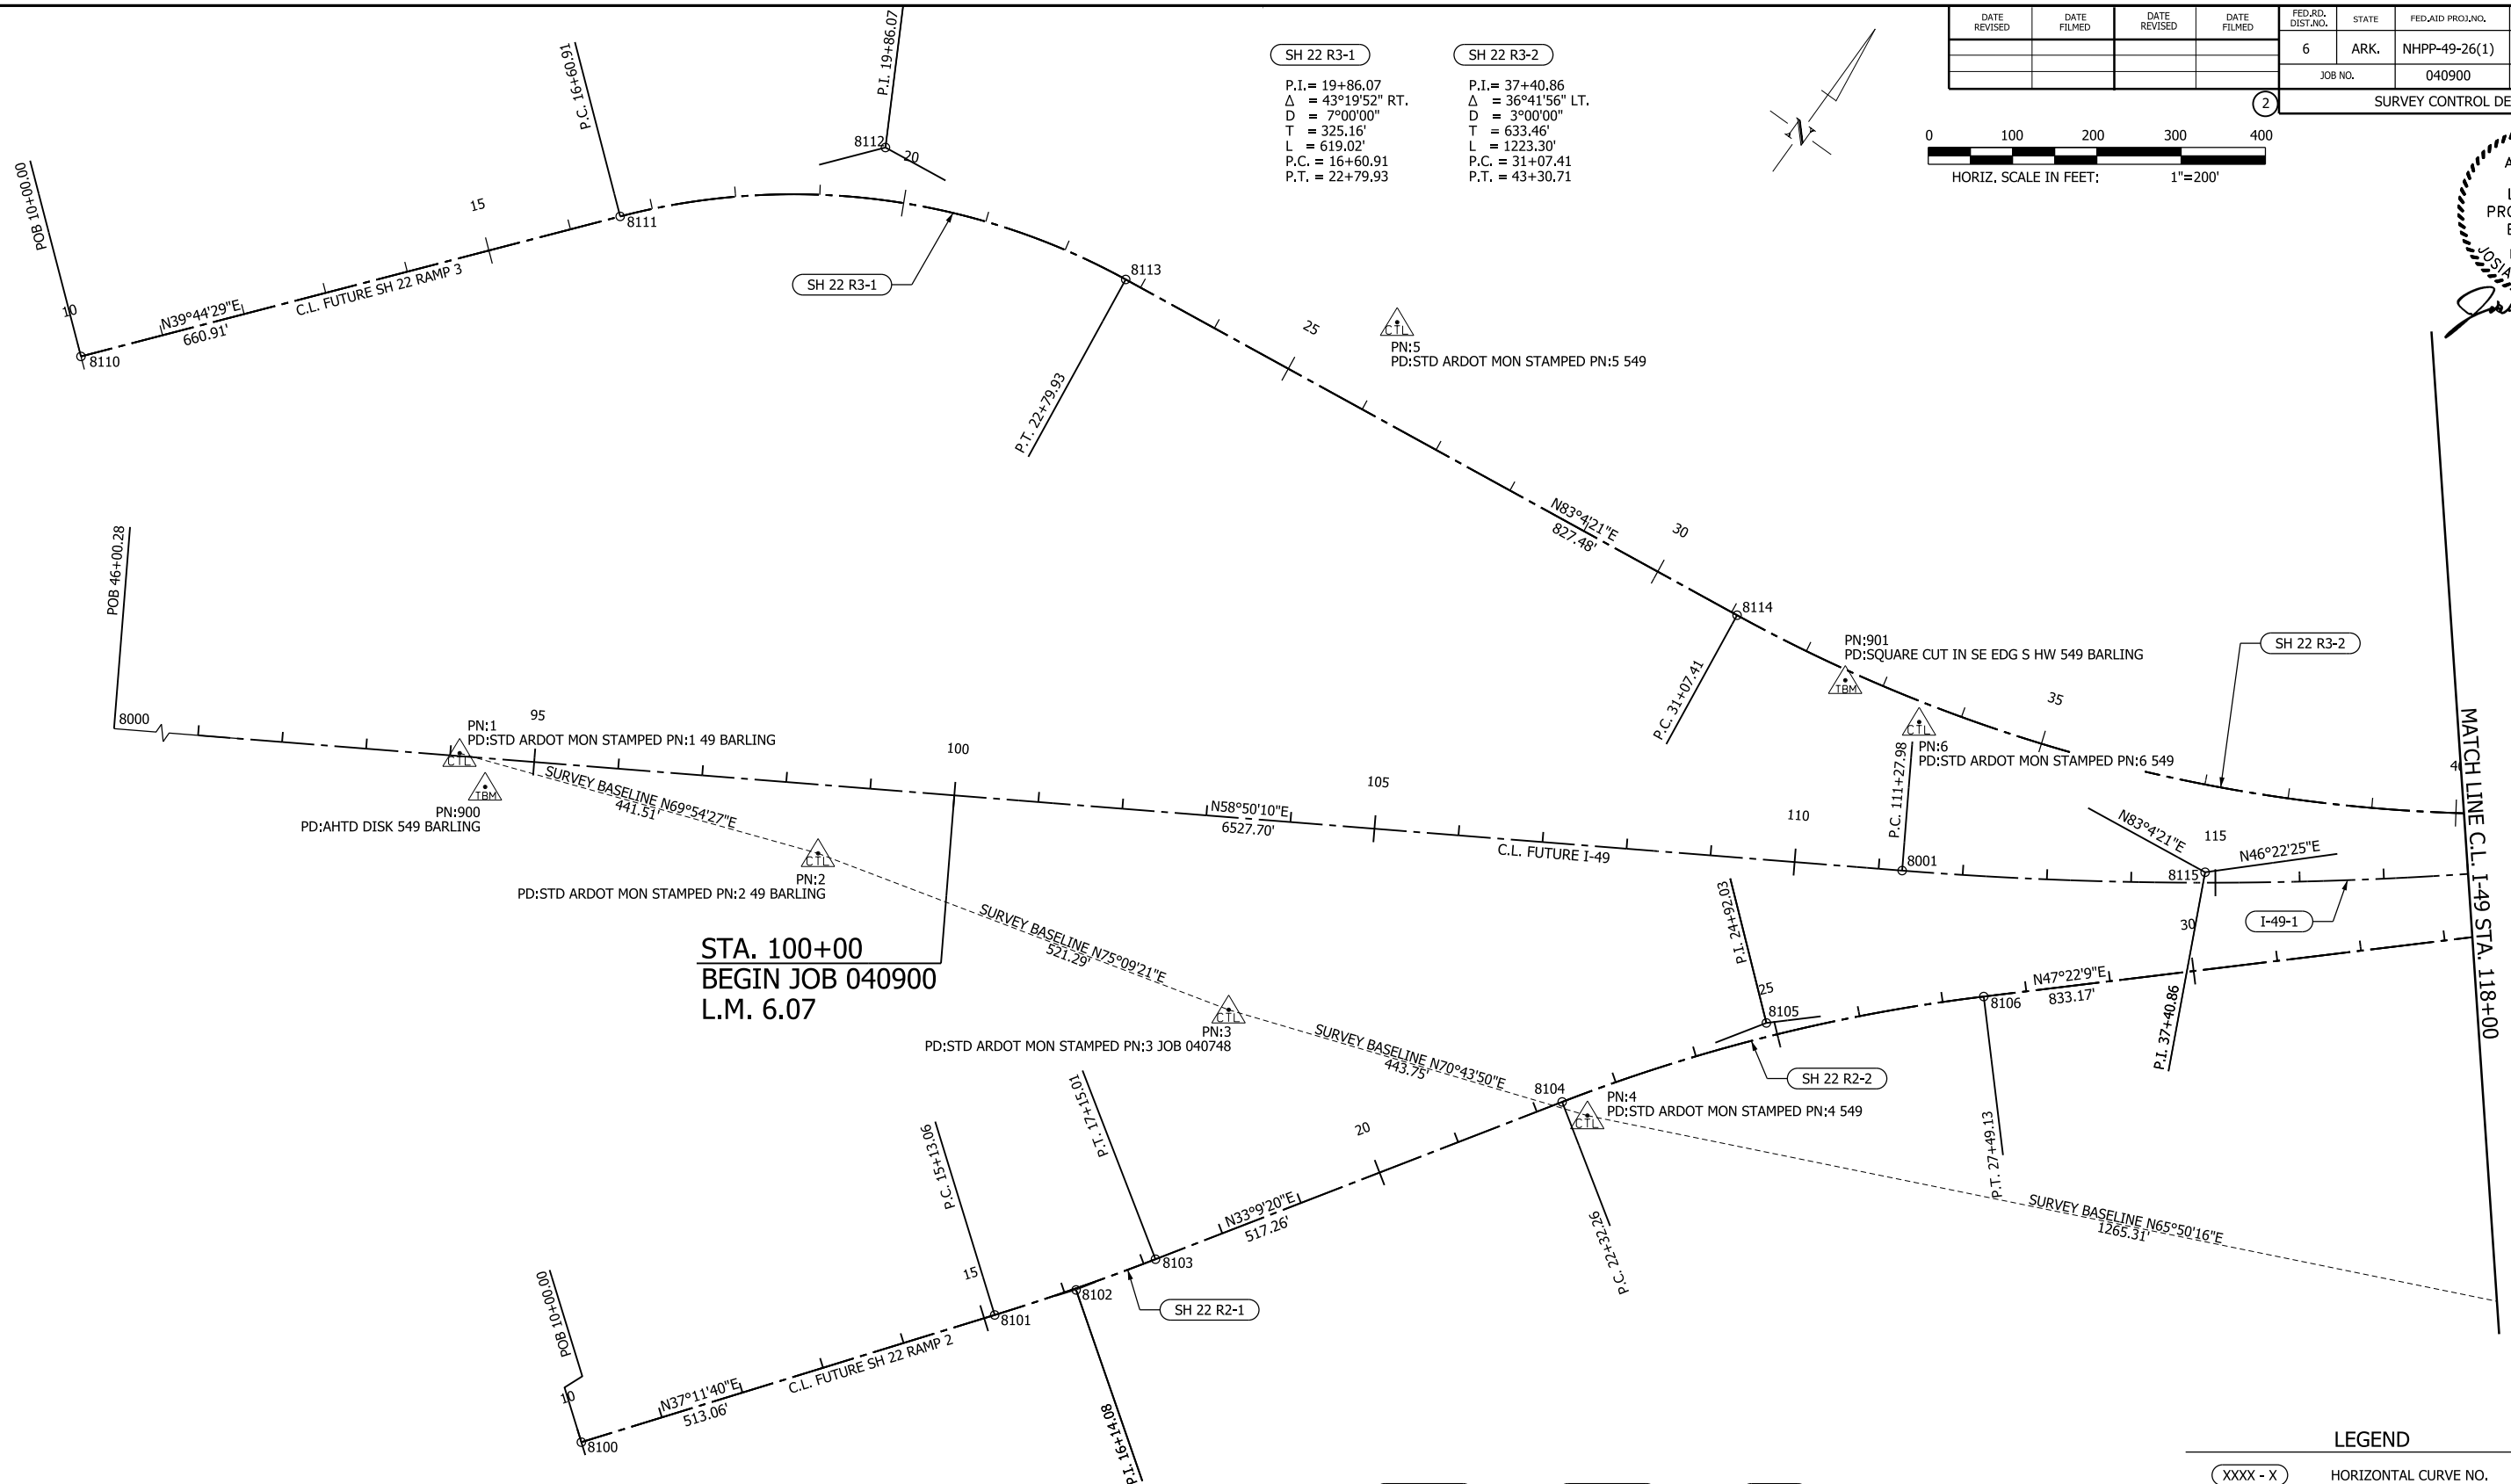 DATE REVISED
DATE FILMED
DATE REVISED
DATE FILMED
FED.RD. DIST.NO.
STATE
FED.AID PROJ.NO.
6
ARK.
NHPP-49-26(1)
JOB NO.
040900
2
SURVEY CONTROL DE
SH 22 R3-1
P.I.= 19+86.07
Δ = 43°19'52" RT.
D = 7°00'00"
T = 325.16'
L = 619.02'
P.C. = 16+60.91
P.T. = 22+79.93
SH 22 R3-2
P.I.= 37+40.86
Δ = 36°41'56" LT.
D = 3°00'00"
T = 633.46'
L = 1223.30'
P.C. = 31+07.41
P.T. = 43+30.71
N
0 100 200 300 400
HORIZ. SCALE IN FEET: 1"=200'
POB 10+00.00
10
8110
N39°44'29"E
660.91'
C.L. FUTURE SH 22 RAMP 3
15
P.C. 16+60.91
8111
P.I. 19+86.07
8112
20
SH 22 R3-1
8113
P.T. 22+79.93
25
CTL
PN:5
PD:STD ARDOT MON STAMPED PN:5 549
N83°4'21"E
827.48'
30
8114
P.C. 31+07.41
PN:901
PD:SQUARE CUT IN SE EDG S HW 549 BARLING
TBM
SH 22 R3-2
35
CTL
PN:6
PD:STD ARDOT MON STAMPED PN:6 549
MATCH LINE C.L. I-49 STA. 118+00
POB 46+00.28
8000
PN:1
PD:STD ARDOT MON STAMPED PN:1 49 BARLING
CTL
95
TBM
PN:900
PD:AHTD DISK 549 BARLING
SURVEY BASELINE N69°54'27"E
441.51'
CTL
PN:2
PD:STD ARDOT MON STAMPED PN:2 49 BARLING
100
STA. 100+00
BEGIN JOB 040900
L.M. 6.07
N58°50'10"E
6527.70'
105
C.L. FUTURE I-49
110
P.C. 111+27.98
8001
N83°4'21"E
115
N46°22'25"E
8115
I-49-1
30
P.I. 37+40.86
SURVEY BASELINE N75°09'21"E
521.29'
CTL
PN:3
PD:STD ARDOT MON STAMPED PN:3 JOB 040748
SURVEY BASELINE N70°43'50"E
443.75'
P.I. 24+92.03
25
8105
8106
N47°22'9"E
833.17'
SH 22 R2-2
8104
PN:4
PD:STD ARDOT MON STAMPED PN:4 549
CTL
P.C. 22+32.26
P.T. 27+49.13
SURVEY BASELINE N65°50'16"E
1265.31'
P.T. 17+15.01
P.C. 15+13.06
20
N33°9'20"E
517.26'
15
8103
8102
8101
SH 22 R2-1
POB 10+00.00
10
8100
N37°11'40"E
513.06'
C.L. FUTURE SH 22 RAMP 2
P.I. 16+14.08
LEGEND
XXXX - X HORIZONTAL CURVE NO.